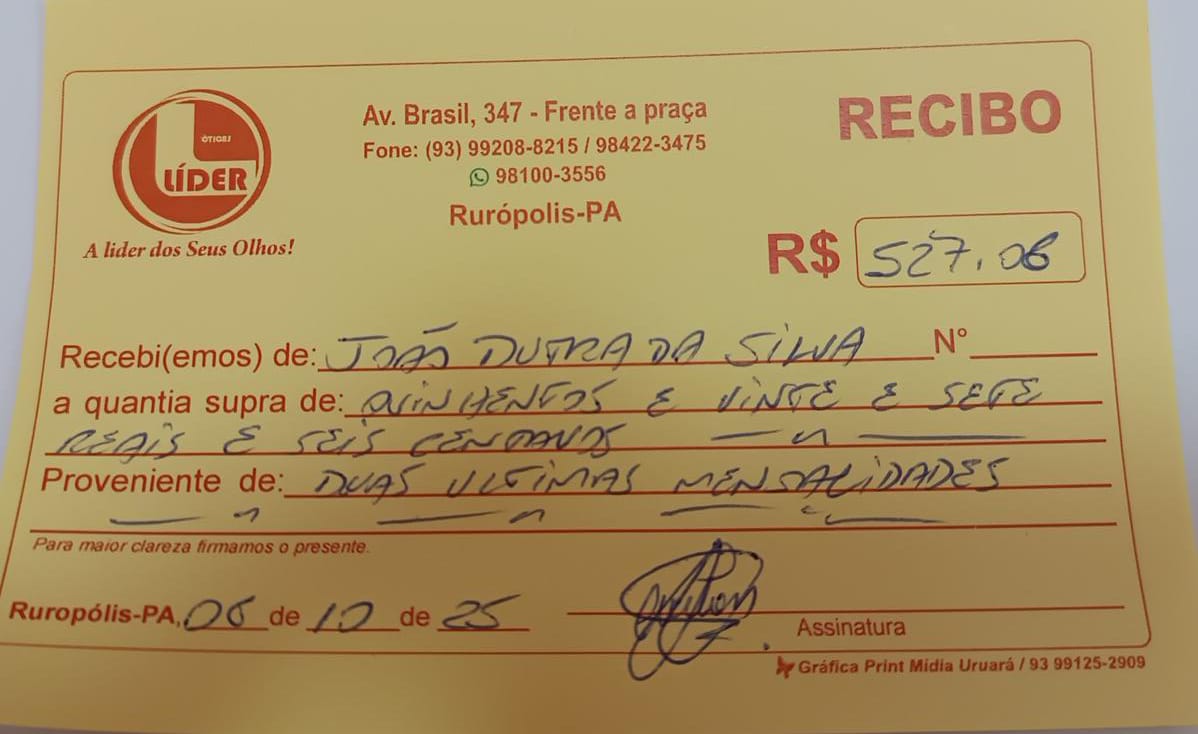 ÓTICAS
LÍDER
A lider dos Seus Olhos!
Av. Brasil, 347 - Frente a praça
Fone: (93) 99208-8215 / 98422-3475
98100-3556
Rurópolis-PA
RECIBO
R$ 527.06
Recebi(emos) de: JOÃO DUTRA DA SILVA N°
a quantia supra de: QUINHENTOS E VINTE E SETE
REAIS E SEIS CENTAVOS
Proveniente de: DUAS ULTIMAS MENSALIDADES
Para maior clareza firmamos o presente.
Ruropólis-PA, 06 de 10 de 25
Assinatura
Gráfica Print Mídia Uruará / 93 99125-2909